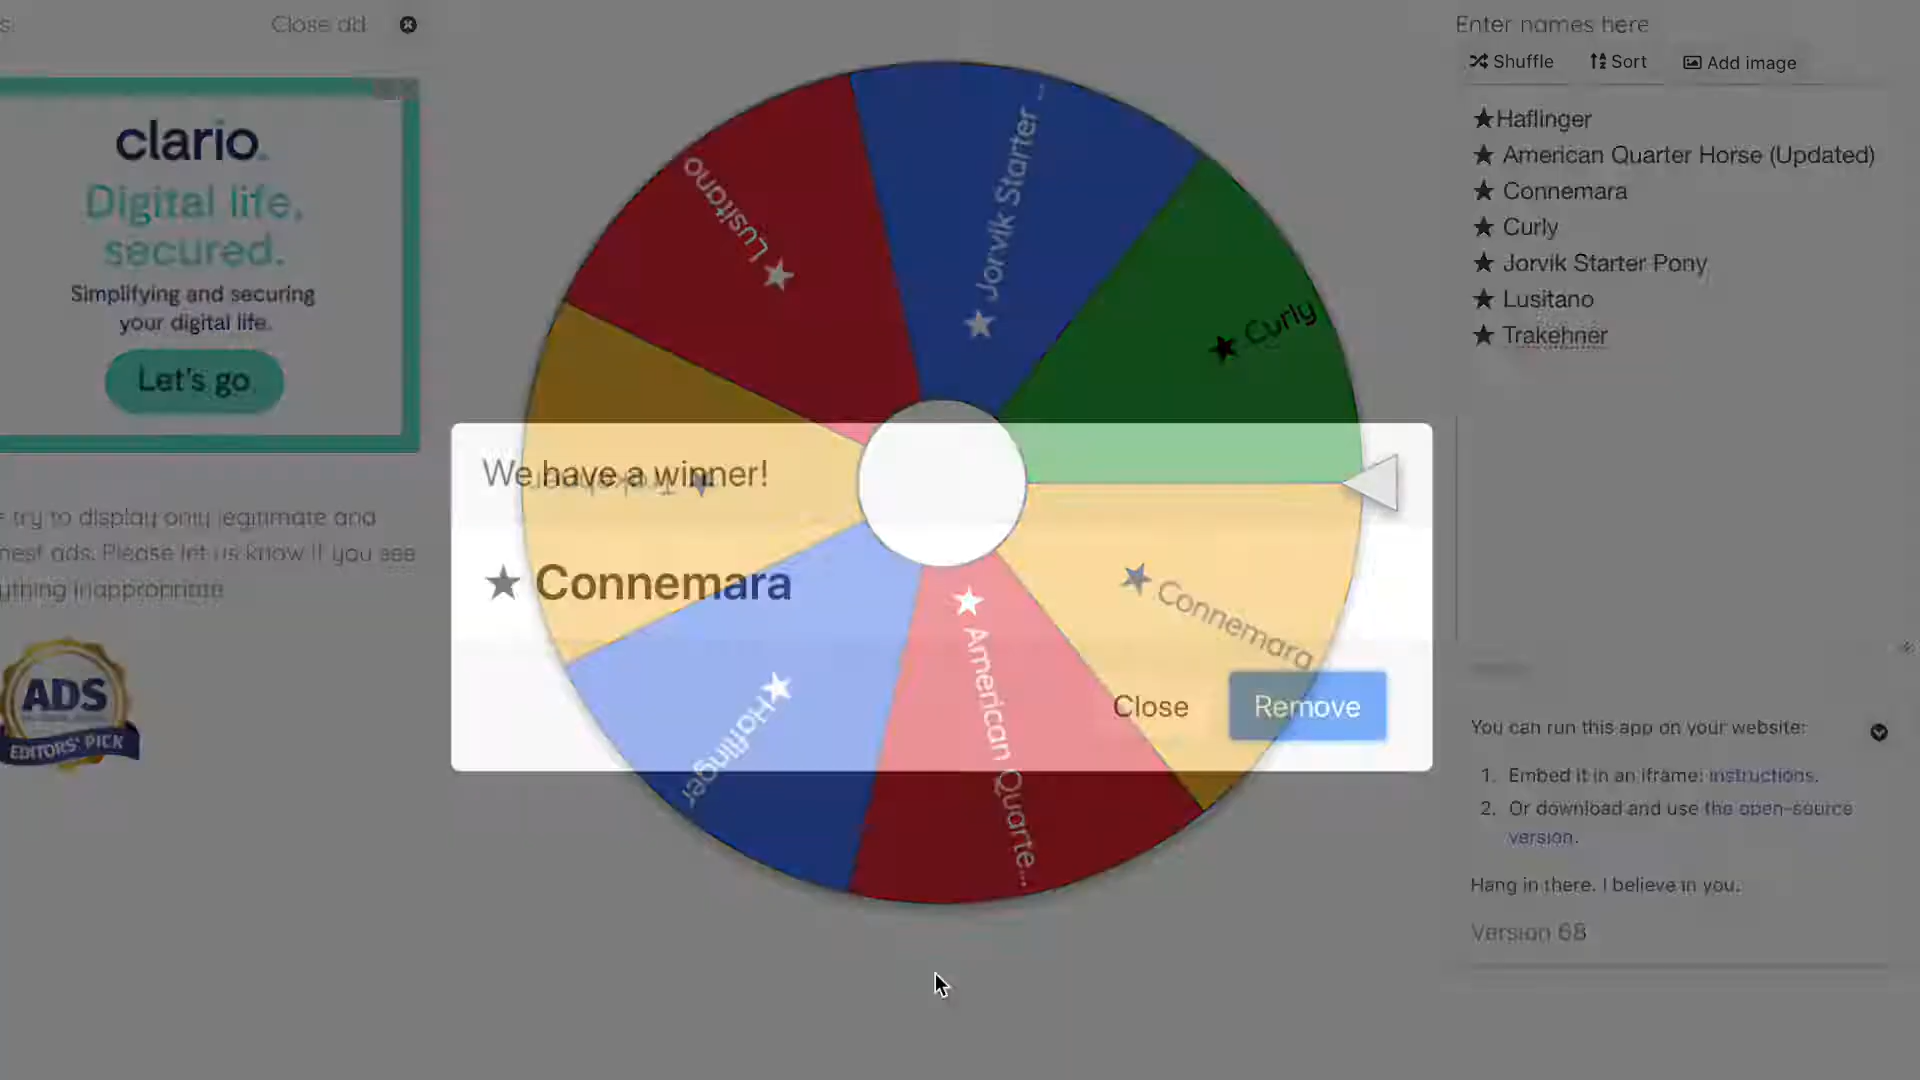 s.
Close ad
clario.
Digital life,
secured.
Simplifying and securing
your digital life.
Let's go
try to display only legitimate and
nest ads. Please let us know if you see
ything inappropriate
ADS
EDITORS' PICK
★ Lusitano
★ Jorvik Starter ...
★ Curly
★ Connemara
★ American Quarte...
★Haflinger
We have a winner!
★ Connemara
Close
Remove
Enter names here
Shuffle
Sort
Add image
★Haflinger
★ American Quarter Horse (Updated)
★ Connemara
★ Curly
★ Jorvik Starter Pony
★ Lusitano
★ Trakehner
You can run this app on your website:
1. Embed it in an iframe: instructions.
2. Or download and use the open-source
version.
Hang in there. I believe in you.
Version 68